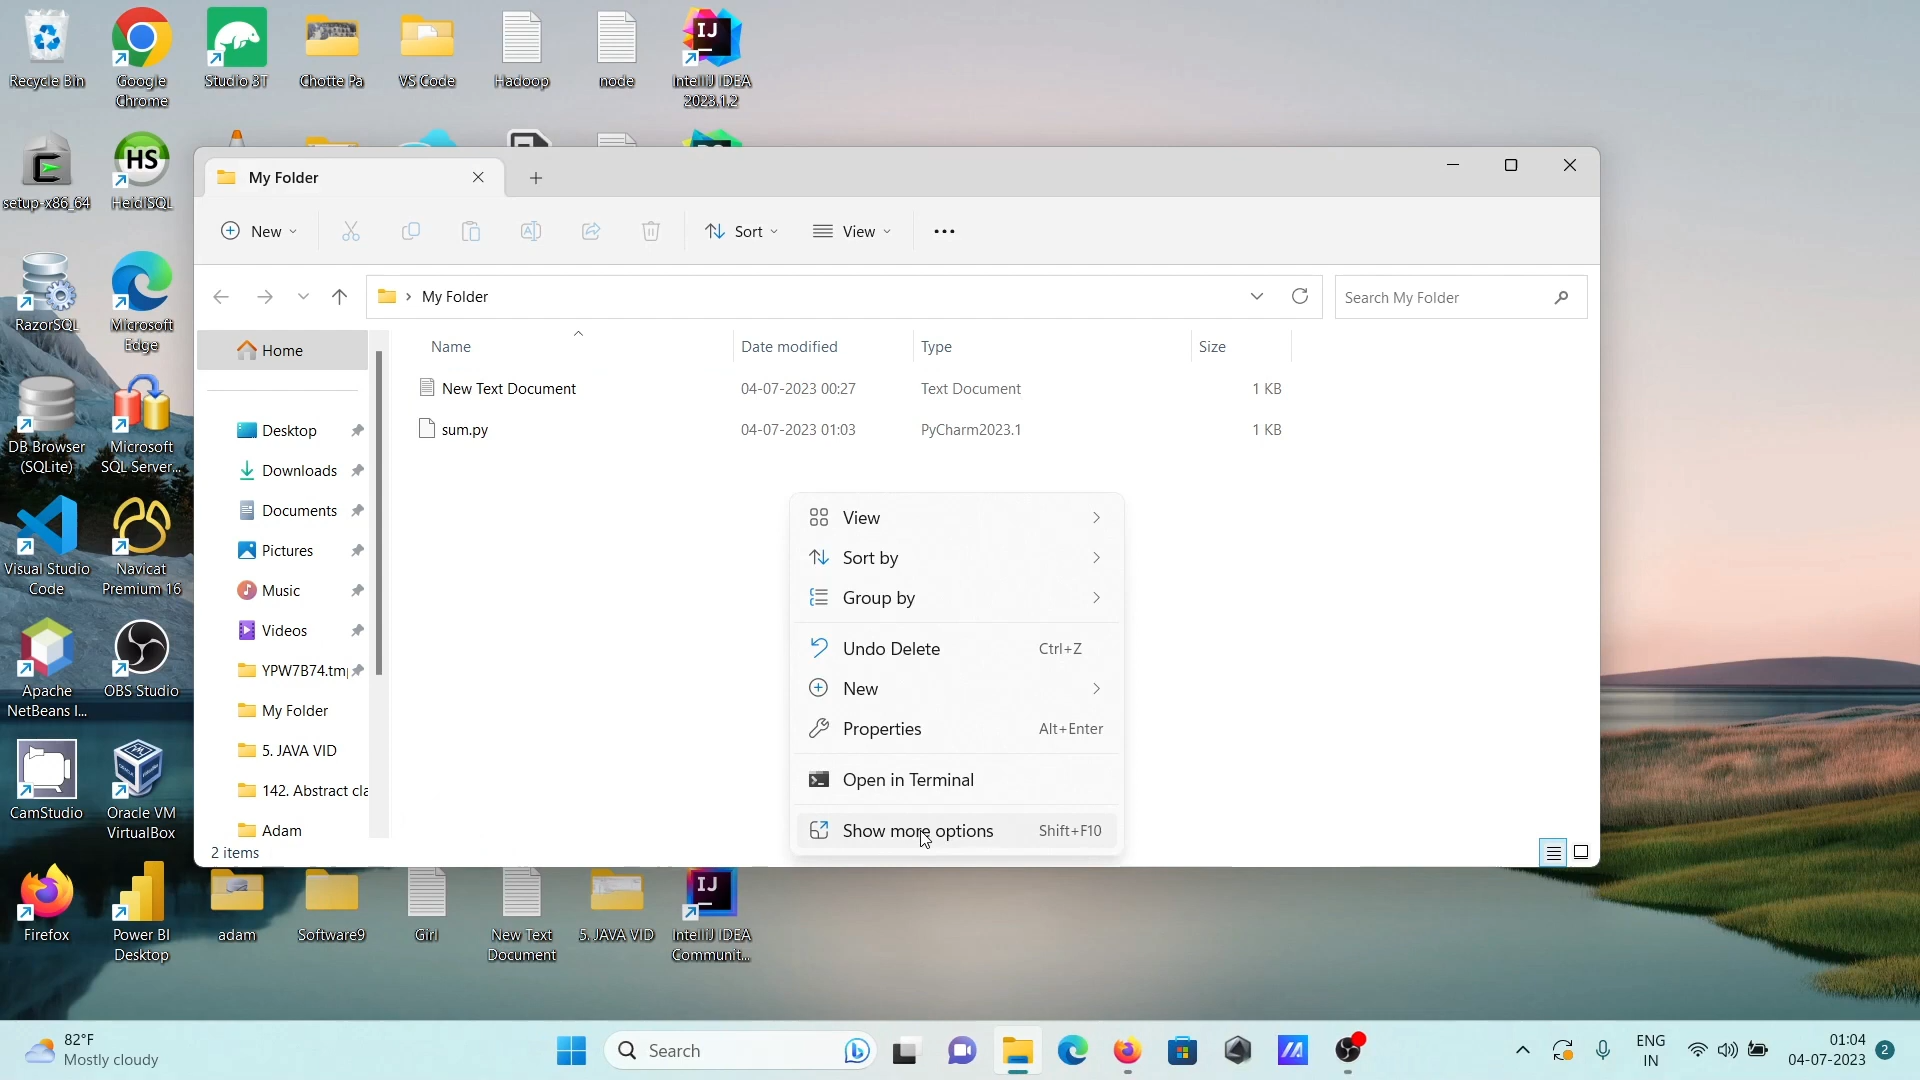 Recycle Bin
Google
Chrome
Studio 3T
Chotte Pa
VS Code
Hadoop
node
IntelliJ IDEA
2023.1.2
setup-x86_64
HeidiSQL
RazorSQL
Microsoft
Edge
DB Browser
(SQLite)
Microsoft
SQL Server...
Visual Studio
Code
Navicat
Premium 16
Apache
NetBeans I...
OBS Studio
CamStudio
Oracle VM
VirtualBox
Firefox
Power BI
Desktop
adam
Software9
Girl
New Text
Document
5. JAVA VID
IntelliJ IDEA
Communit...
My Folder
New
Sort
View
My Folder
Search My Folder
Home
Desktop
Downloads
Documents
Pictures
Music
Videos
YPW7B74.tm
My Folder
5. JAVA VID
142. Abstract cla
Adam
2 items
Name
Date modified
Type
Size
New Text Document
04-07-2023 00:27
Text Document
1 KB
sum.py
04-07-2023 01:03
PyCharm2023.1
1 KB
View
Sort by
Group by
Undo Delete
Ctrl+Z
New
Properties
Alt+Enter
Open in Terminal
Show more options
Shift+F10
82°F
Mostly cloudy
Search
ENG
IN
01:04
04-07-2023
2